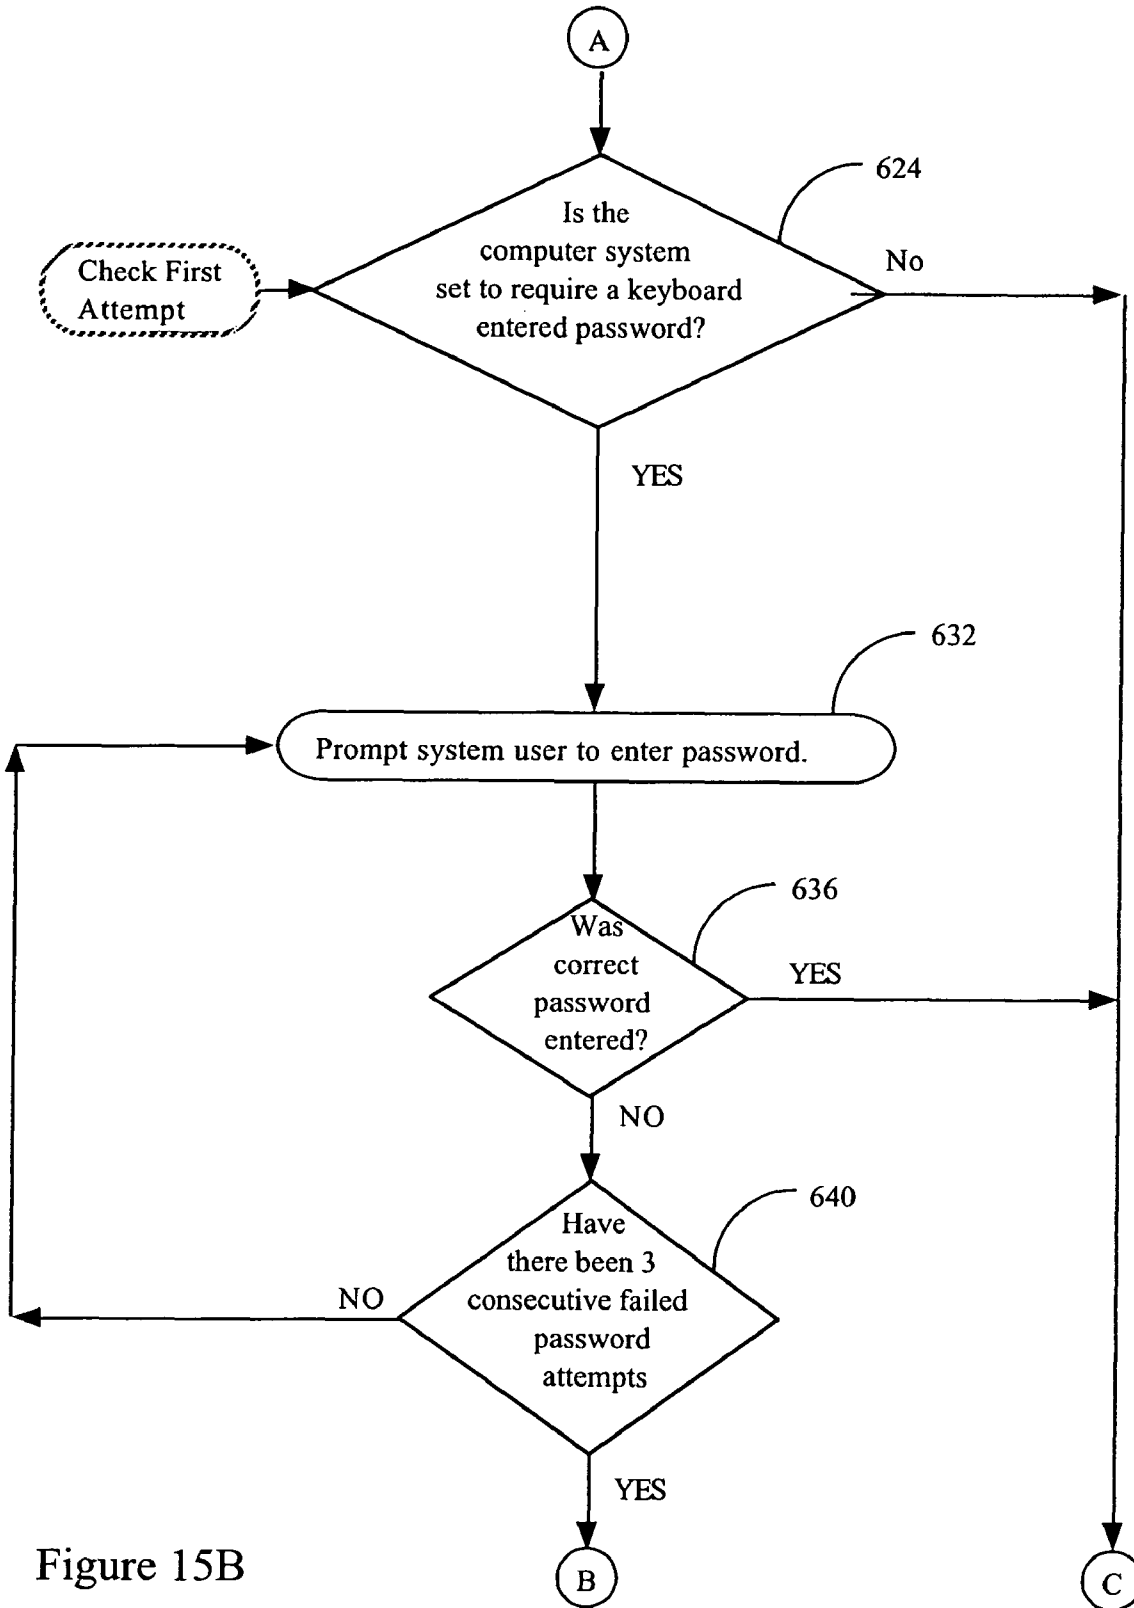 A
624
Is the
computer system
set to require a keyboard
entered password?
No
Check First
Attempt
YES
632
Prompt system user to enter password.
636
Was
correct
password
entered?
YES
NO
640
Have
there been 3
consecutive failed
password
attempts
NO
YES
Figure 15B
B
C